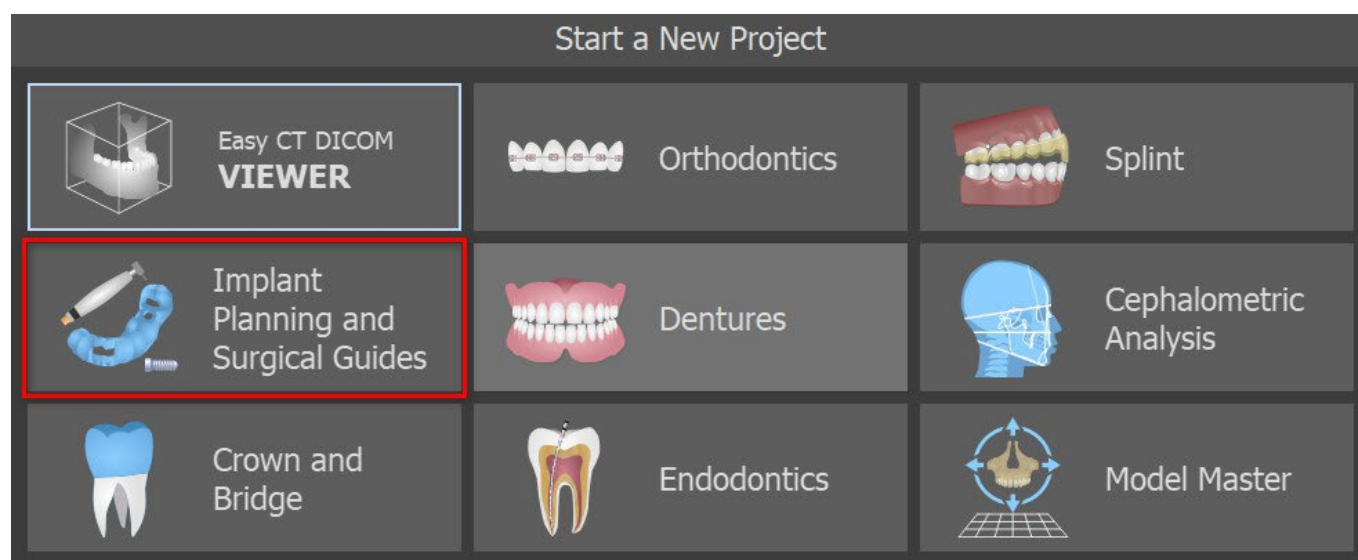 Start a New Project
Easy CT DICOM
VIEWER
Orthodontics
Splint
Implant
Planning and
Surgical Guides
Dentures
Cephalometric
Analysis
Crown and
Bridge
Endodontics
Model Master